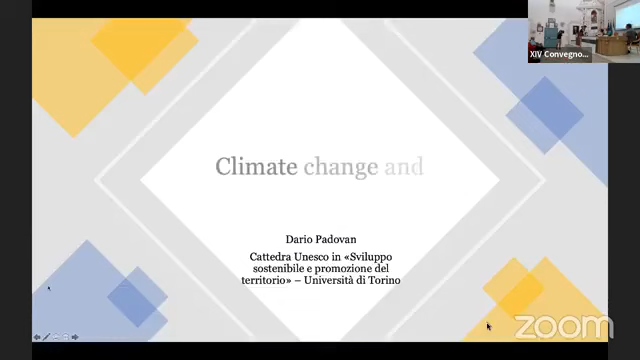 XIV Convegno...
Climate change and
Dario Padovan
Cattedra Unesco in «Sviluppo
sostenibile e promozione del
territorio» – Università di Torino
zoom